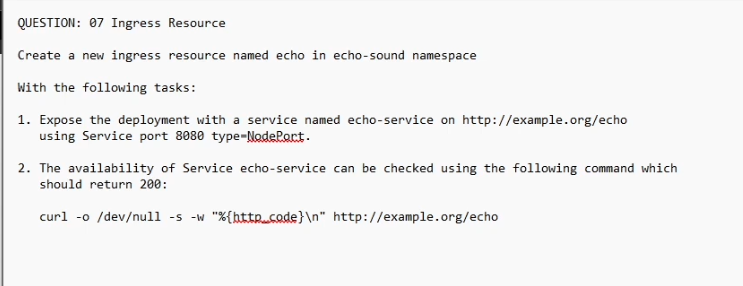 QUESTION: 07 Ingress Resource
Create a new ingress resource named echo in echo-sound namespace
With the following tasks:
1. Expose the deployment with a service named echo-service on http://example.org/echo
using Service port 8080 type=NodePort.
2. The availability of Service echo-service can be checked using the following command which
should return 200:
curl -o /dev/null -s -w "%{http_code}\n" http://example.org/echo